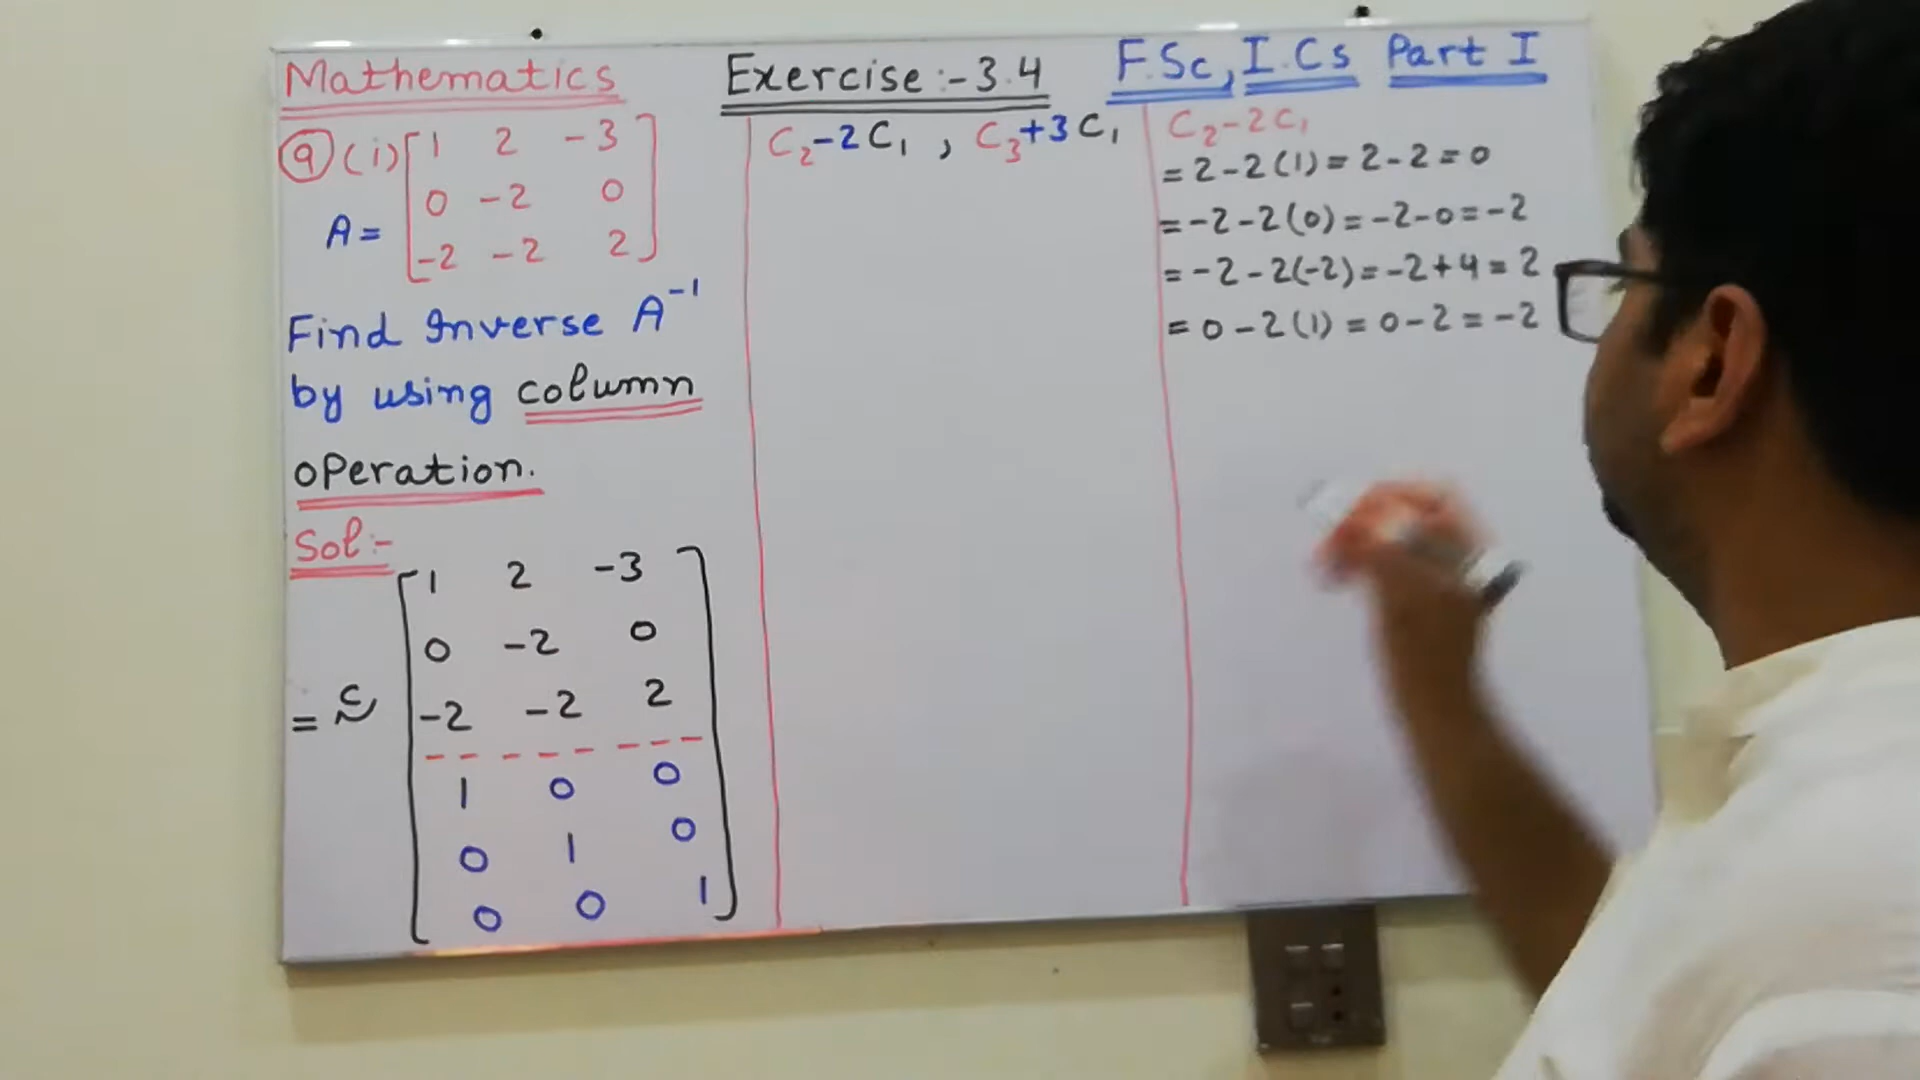 Mathematics
Exercise:-3.4
F.Sc, I.Cs Part I
9 (i) [1 2 -3]
A = [0 -2 0]
[-2 -2 2]
Find Inverse A⁻¹
by using column
operation.
Sol:-
[1 2 -3]
[0 -2 0]
= C~ [-2 -2 2]
- - - - - - - - -
[1 0 0]
[0 1 0]
[0 0 1]
C₂-2C₁ , C₃+3C₁
C₂-2C₁
=2-2(1)=2-2=0
=-2-2(0)=-2-0=-2
=-2-2(-2)=-2+4=2
=0-2(1)=0-2=-2